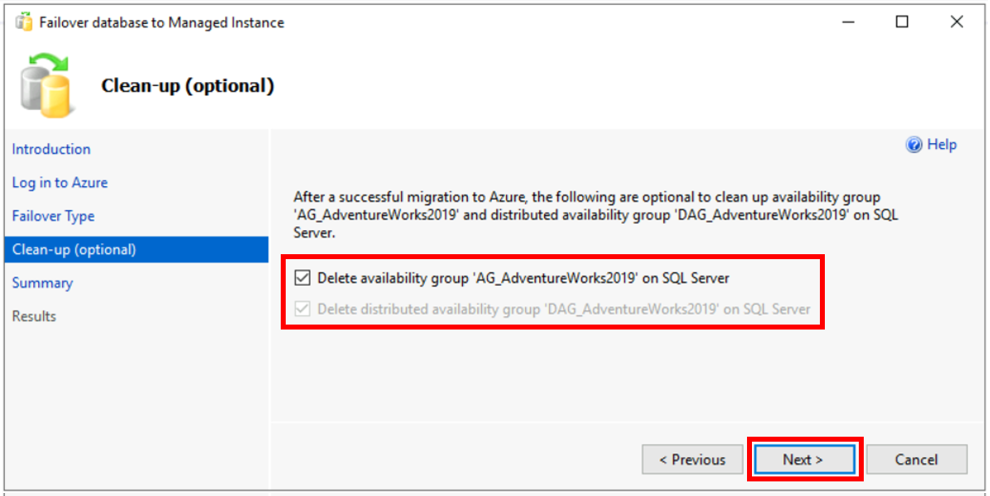 Failover database to Managed Instance
Clean-up (optional)
Introduction
Log in to Azure
Failover Type
Clean-up (optional)
Summary
Results
Help
After a successful migration to Azure, the following are optional to clean up availability group
'AG_AdventureWorks2019' and distributed availability group 'DAG_AdventureWorks2019' on SQL
Server.
Delete availability group 'AG_AdventureWorks2019' on SQL Server
Delete distributed availability group 'DAG_AdventureWorks2019' on SQL Server
< Previous
Next >
Cancel